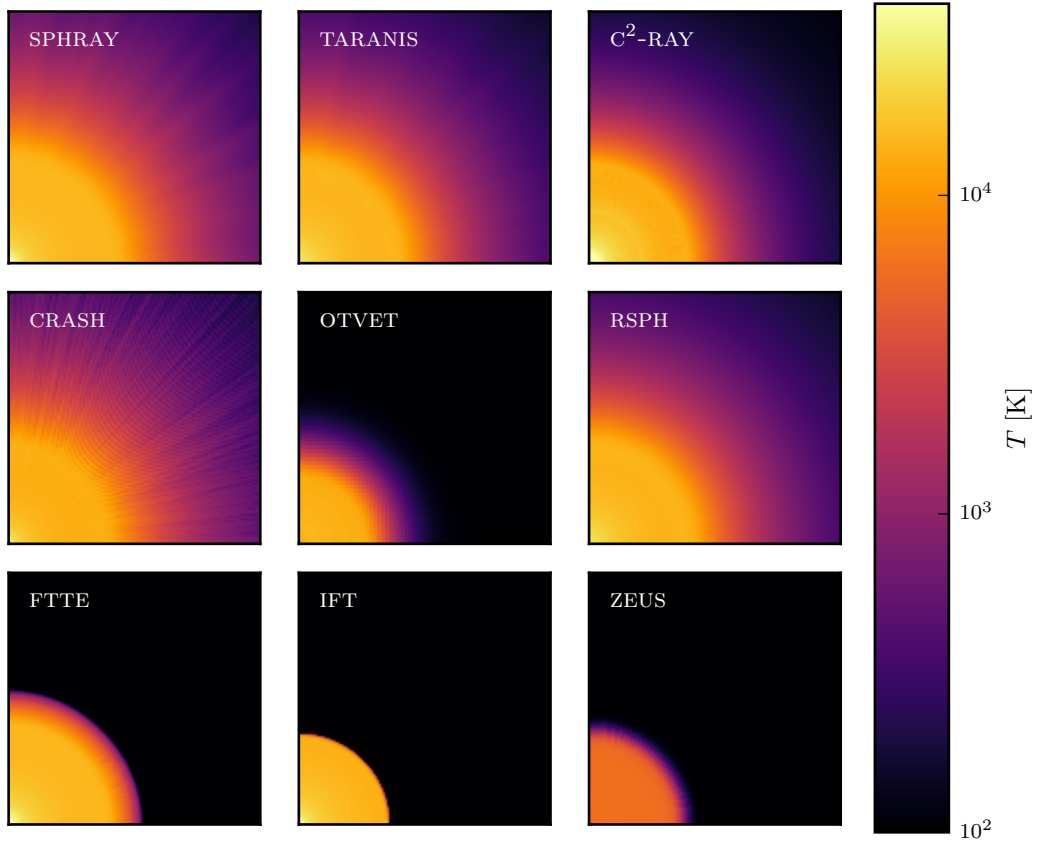 SPHRAY
TARANIS
C²-RAY
CRASH
OTVET
RSPH
FTTE
IFT
ZEUS
10⁴
10³
10²
T [K]